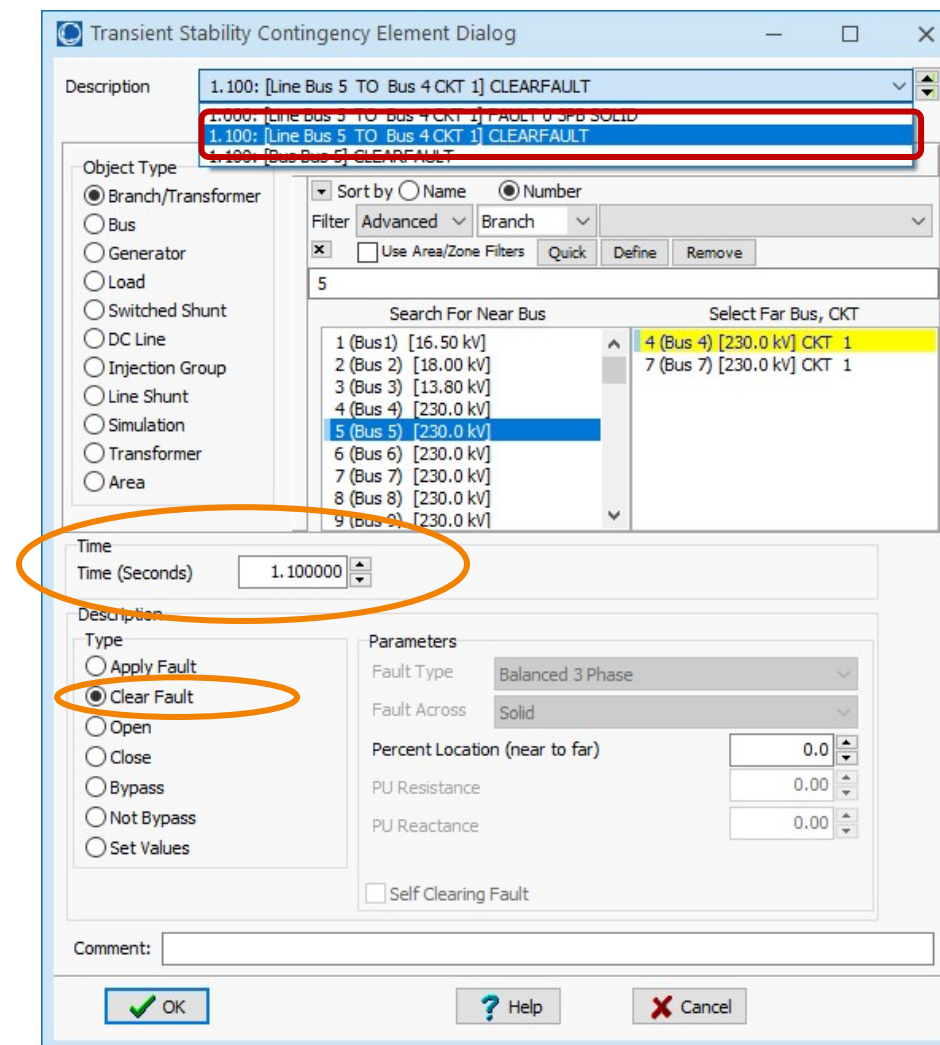 Transient Stability Contingency Element Dialog
Description 1.100: [Line Bus 5 TO Bus 4 CKT 1] CLEARFAULT
1.000: [Line Bus 5 TO Bus 4 CKT 1] FAULT 0 3PB SOLID
1.100: [Line Bus 5 TO Bus 4 CKT 1] CLEARFAULT
1.100: [Bus Bus 5] CLEARFAULT
Object Type
Branch/Transformer
Bus
Generator
Load
Switched Shunt
DC Line
Injection Group
Line Shunt
Simulation
Transformer
Area
Sort by Name Number
Filter Advanced Branch
Use Area/Zone Filters Quick Define Remove
5
Search For Near Bus
1 (Bus1) [16.50 kV]
2 (Bus 2) [18.00 kV]
3 (Bus 3) [13.80 kV]
4 (Bus 4) [230.0 kV]
5 (Bus 5) [230.0 kV]
6 (Bus 6) [230.0 kV]
7 (Bus 7) [230.0 kV]
8 (Bus 8) [230.0 kV]
9 (Bus 9) [230.0 kV]
Select Far Bus, CKT
4 (Bus 4) [230.0 kV] CKT 1
7 (Bus 7) [230.0 kV] CKT 1
Time
Time (Seconds) 1.100000
Description
Type
Apply Fault
Clear Fault
Open
Close
Bypass
Not Bypass
Set Values
Parameters
Fault Type Balanced 3 Phase
Fault Across Solid
Percent Location (near to far) 0.0
PU Resistance 0.00
PU Reactance 0.00
Self Clearing Fault
Comment:
OK Help Cancel